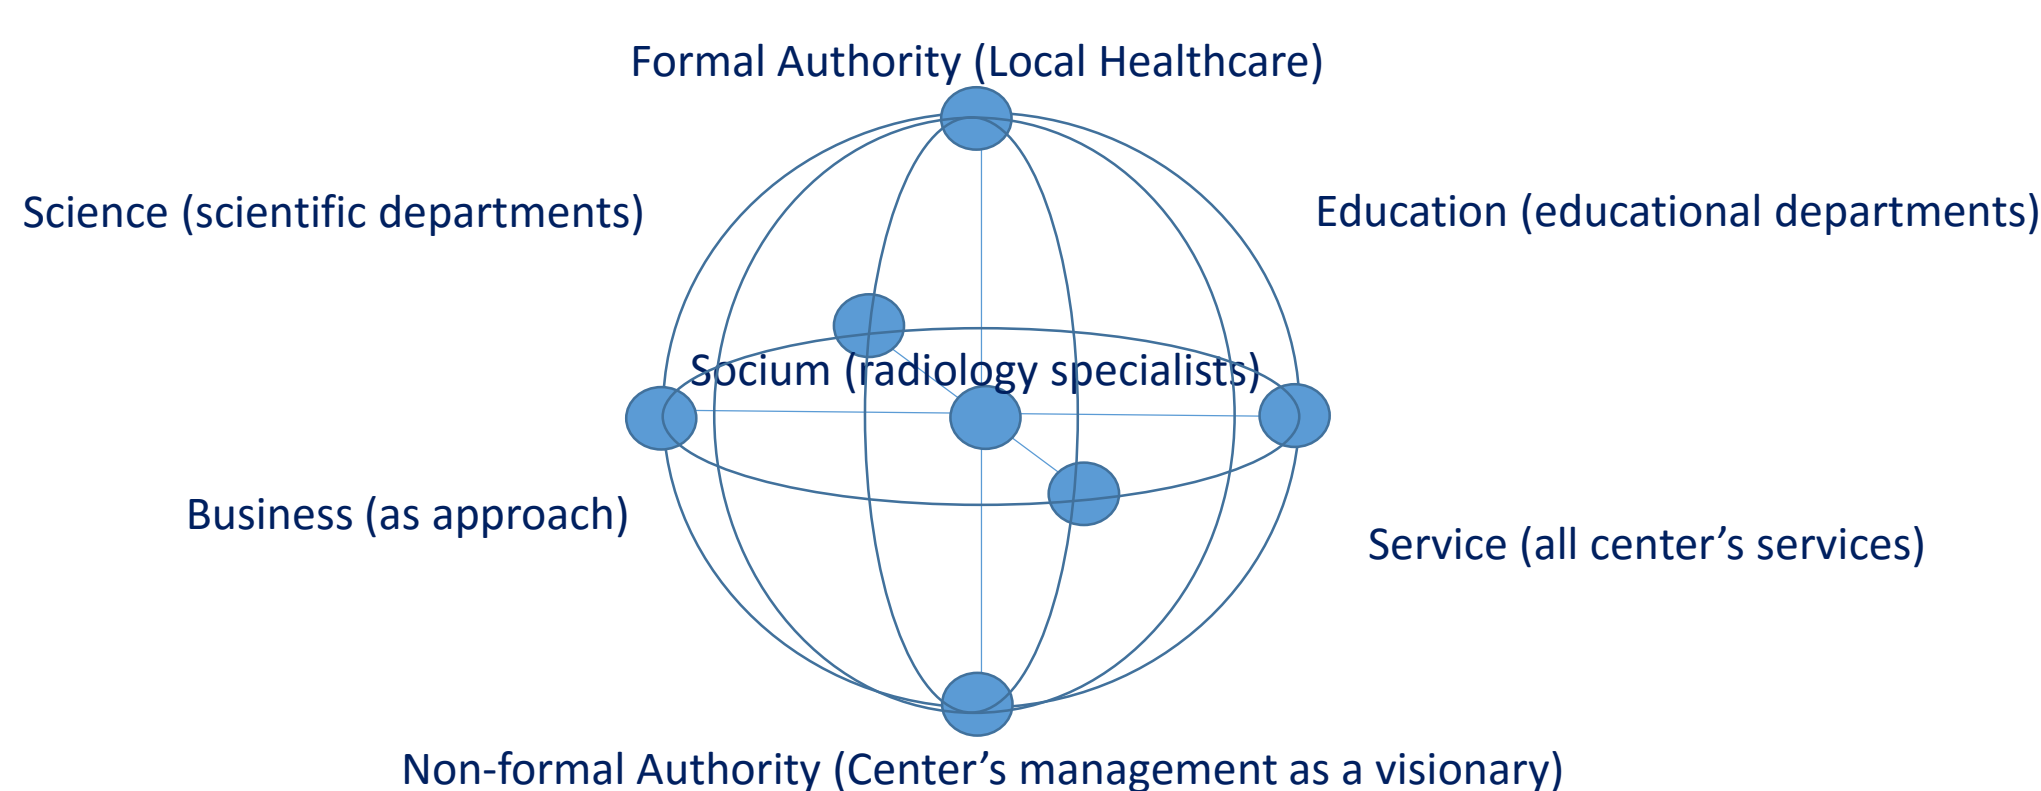 Formal Authority (Local Healthcare)
Science (scientific departments)
Education (educational departments)
Socium (radiology specialists)
Business (as approach)
Service (all center’s services)
Non-formal Authority (Center’s management as a visionary)